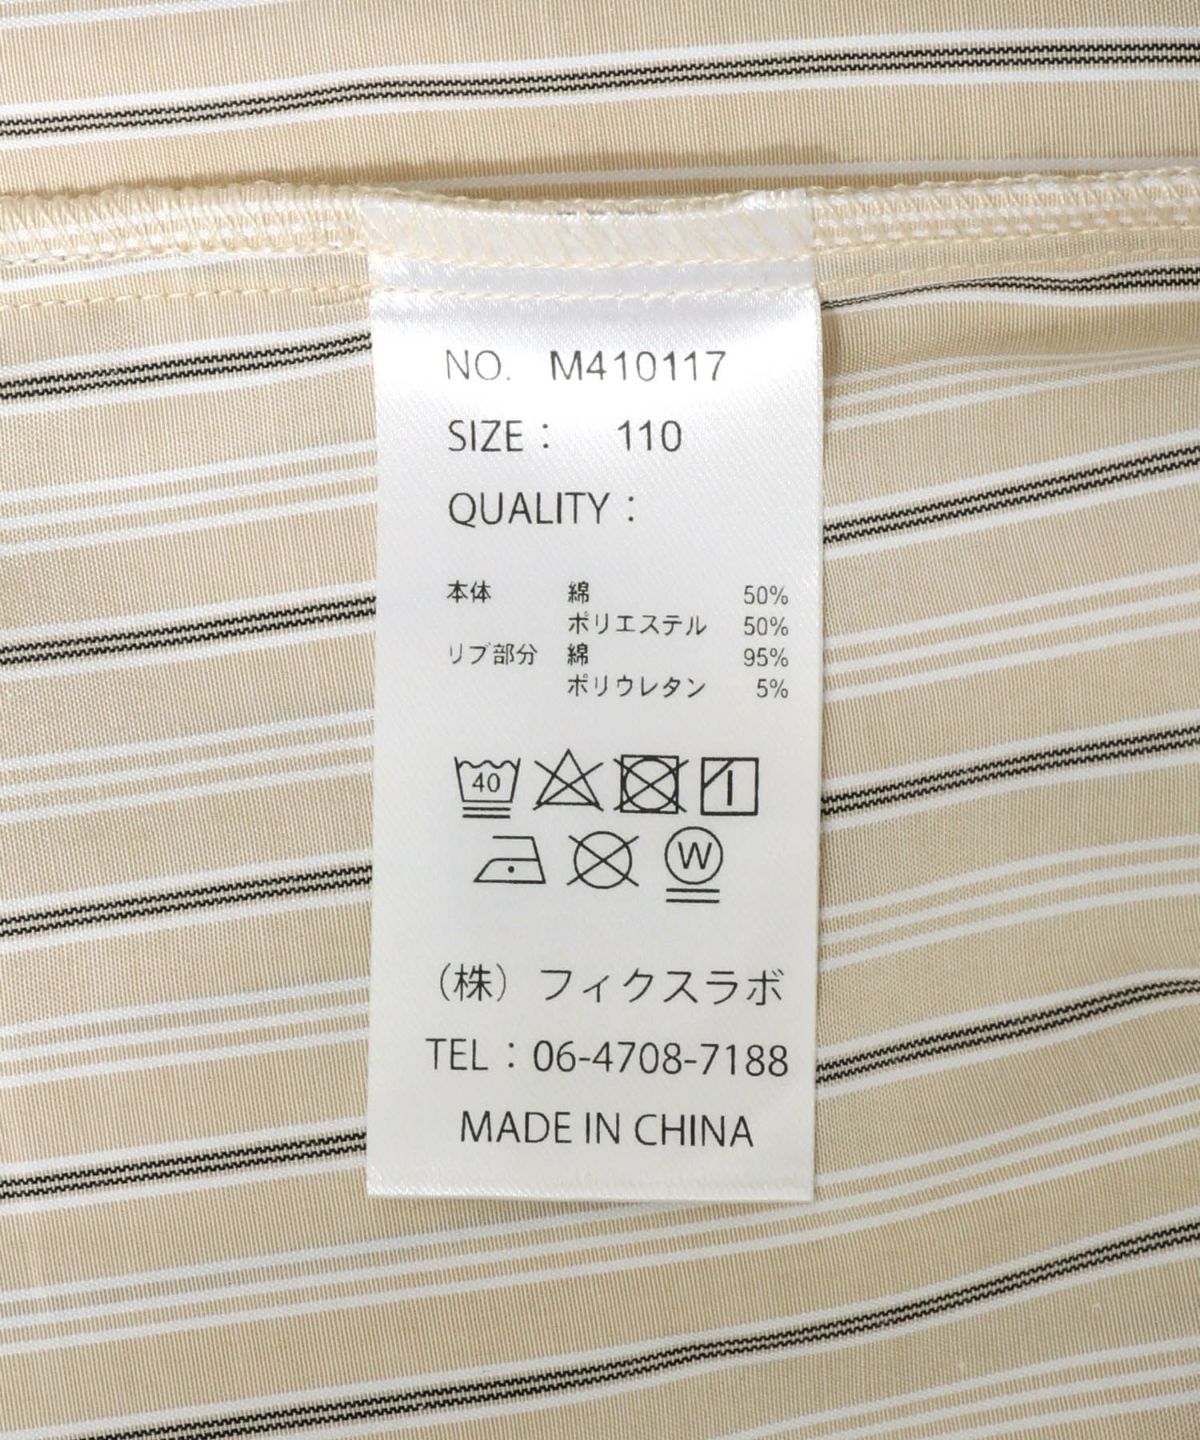 NO. M410117
SIZE： 110
QUALITY：
本体 綿 50%
ポリエステル 50%
リブ部分 綿 95%
ポリウレタン 5%
40
W
（株）フィクスラボ
TEL：06-4708-7188
MADE IN CHINA